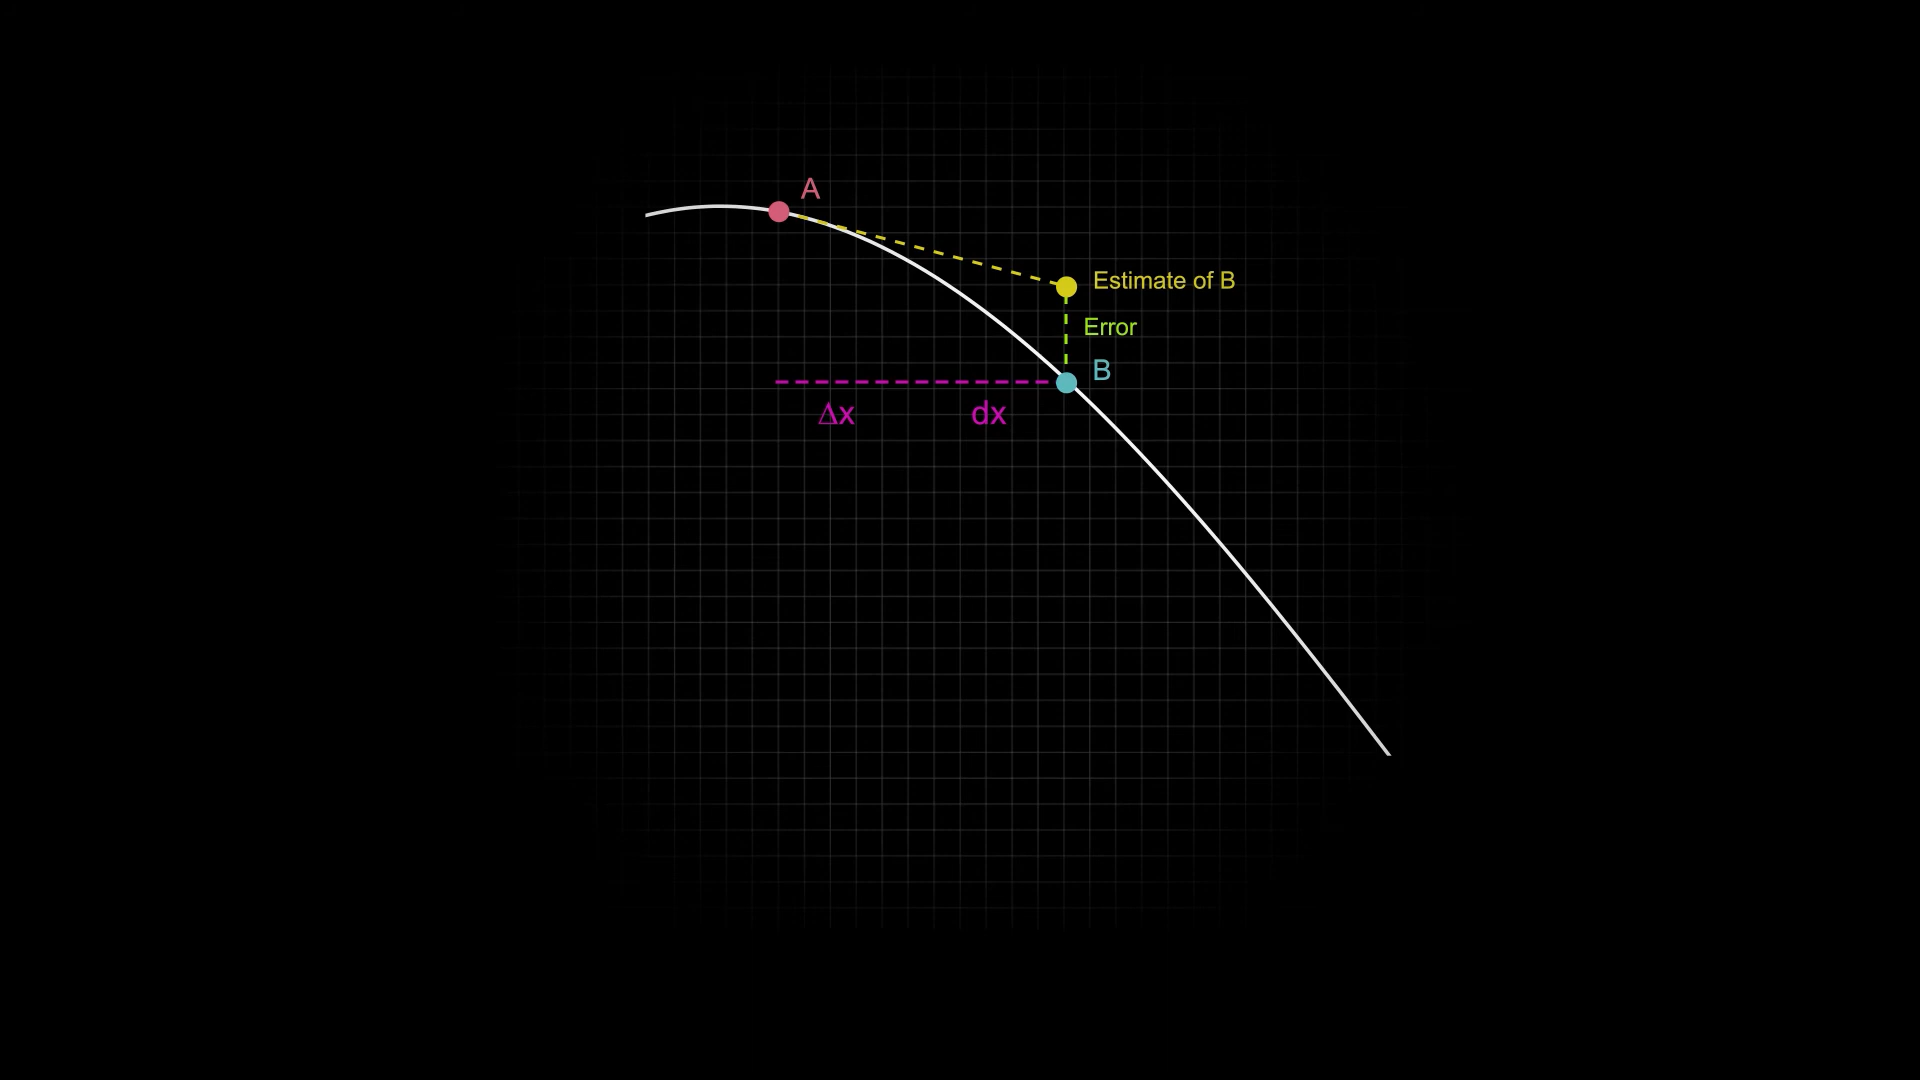 A
Estimate of B
Error
B
Δx dx